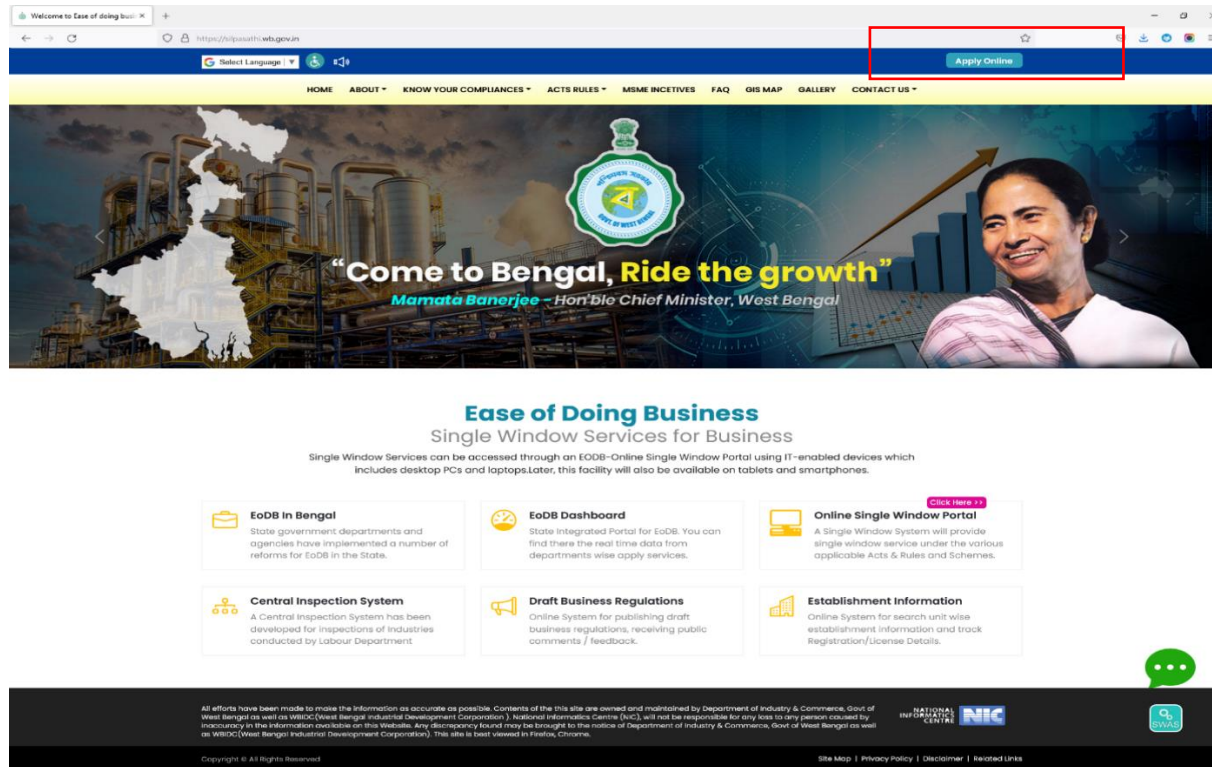 Welcome to Ease of doing busi
https://silpasathi.wb.gov.in
Select Language
Apply Online
HOME ABOUT KNOW YOUR COMPLIANCES ACTS RULES MSME INCETIVES FAQ GIS MAP GALLERY CONTACT US
"Come to Bengal, Ride the growth"
Mamata Banerjee - Hon'ble Chief Minister, West Bengal
Ease of Doing Business
Single Window Services for Business
Single Window Services can be accessed through an EODB-Online Single Window Portal using IT-enabled devices which
includes desktop PCs and laptops.Later, this facility will also be available on tablets and smartphones.
EoDB In Bengal
State government departments and
agencies have implemented a number of
reforms for EoDB in the State.
EoDB Dashboard
State Integrated Portal for EoDB. You can
find there the real time data from
departments wise apply services.
Click Here >>
Online Single Window Portal
A Single Window System will provide
single window service under the various
applicable Acts & Rules and Schemes.
Central Inspection System
A Central Inspection System has been
developed for inspections of Industries
conducted by Labour Department
Draft Business Regulations
Online System for publishing draft
business regulations, receiving public
comments / feedback.
Establishment Information
Online System for search unit wise
establishment information and track
Registration/License Details.
All efforts have been made to make the information as accurate as possible. Contents of the this site are owned and maintained by Department of Industry & Commerce, Govt of
West Bengal as well as WBIDC(West Bengal Industrial Development Corporation ). National Informatics Centre (NIC), will not be responsible for any loss to any person caused by
inaccuracy in the information available on this Website. Any discrepancy found may be brought to the notice of Department of Industry & Commerce, Govt of West Bengal as well
as WBIDC(West Bengal Industrial Development Corporation). This site is best viewed in Firefox, Chrome.
NATIONAL
INFORMATICS
CENTRE
NIC
SWAS
Copyright © All Rights Reserved
Site Map | Privacy Policy | Disclaimer | Related Links